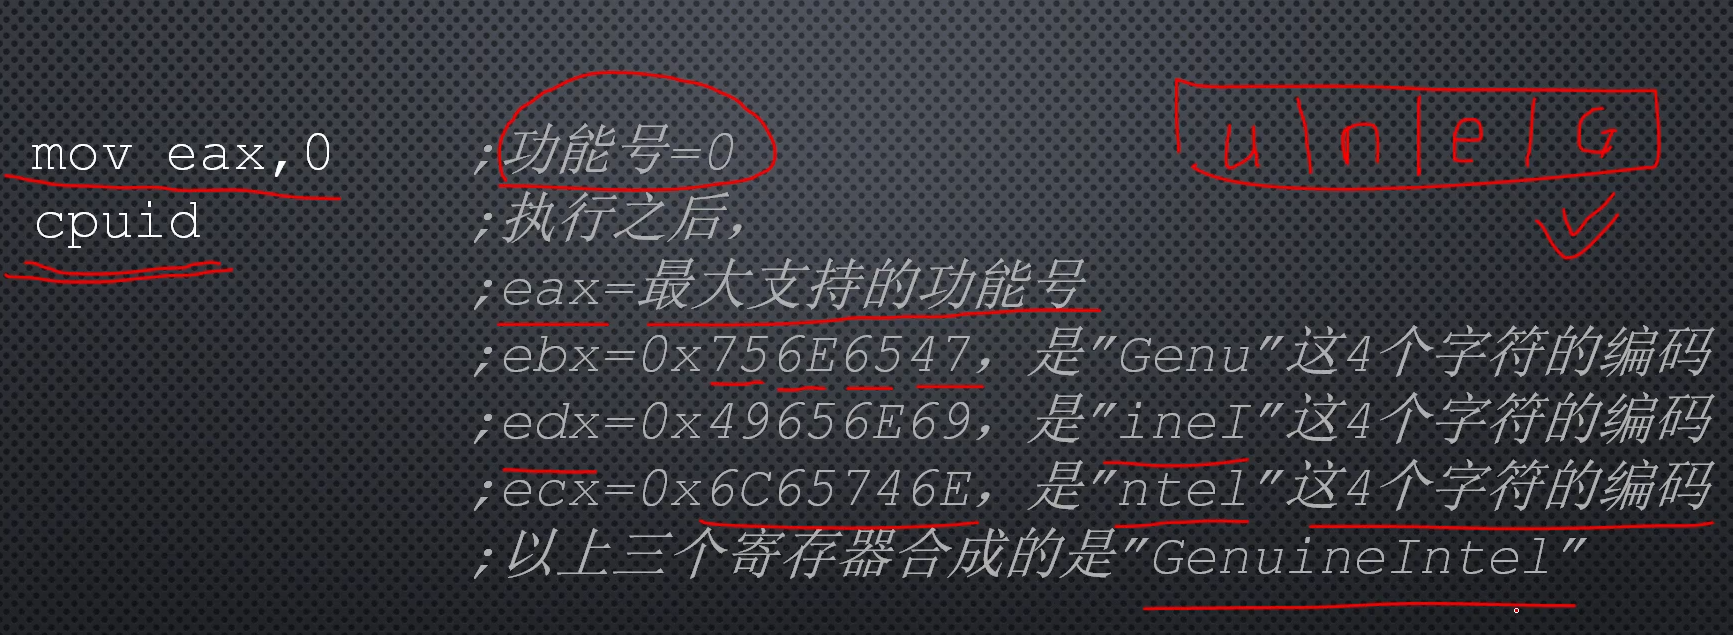 u n e G
mov eax,0 ;功能号=0
cpuid ;执行之后，
;eax=最大支持的功能号
;ebx=0x756E6547，是"Genu"这4个字符的编码
;edx=0x49656E69，是"ineI"这4个字符的编码
;ecx=0x6C65746E，是"ntel"这4个字符的编码
;以上三个寄存器合成的是"GenuineIntel"